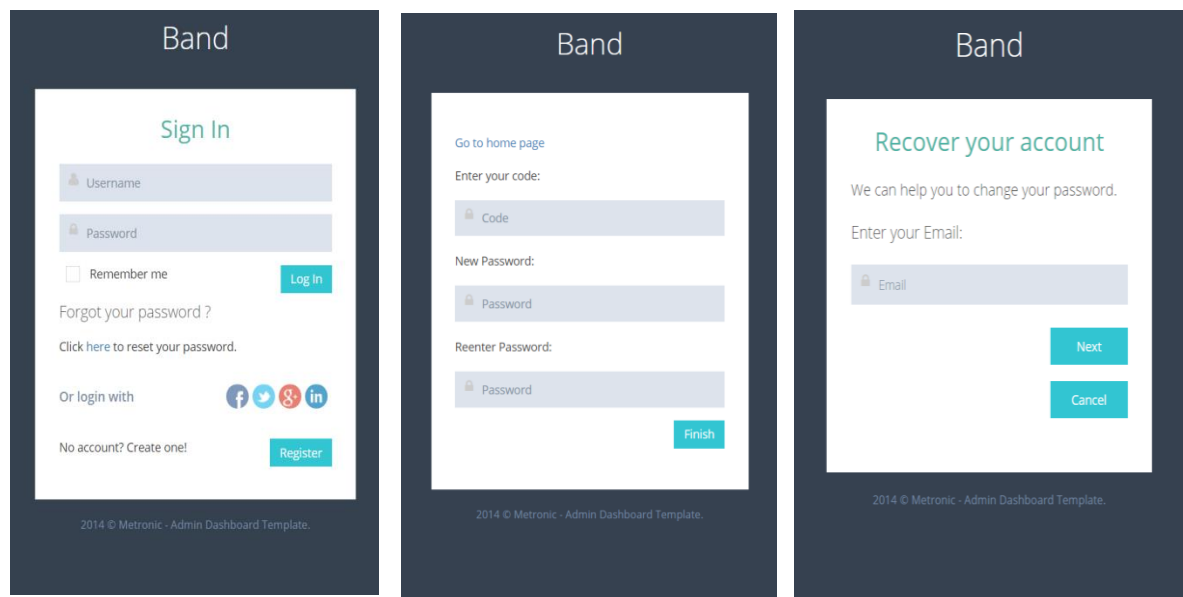 Band
Sign In
Username
Password
Remember me
Log In
Forgot your password ?
Click here to reset your password.
Or login with
f
8+
in
No account? Create one!
Register
2014 © Metronic - Admin Dashboard Template.
Band
Go to home page
Enter your code:
Code
New Password:
Password
Reenter Password:
Password
Finish
2014 © Metronic - Admin Dashboard Template.
Band
Recover your account
We can help you to change your password.
Enter your Email:
Email
Next
Cancel
2014 © Metronic - Admin Dashboard Template.